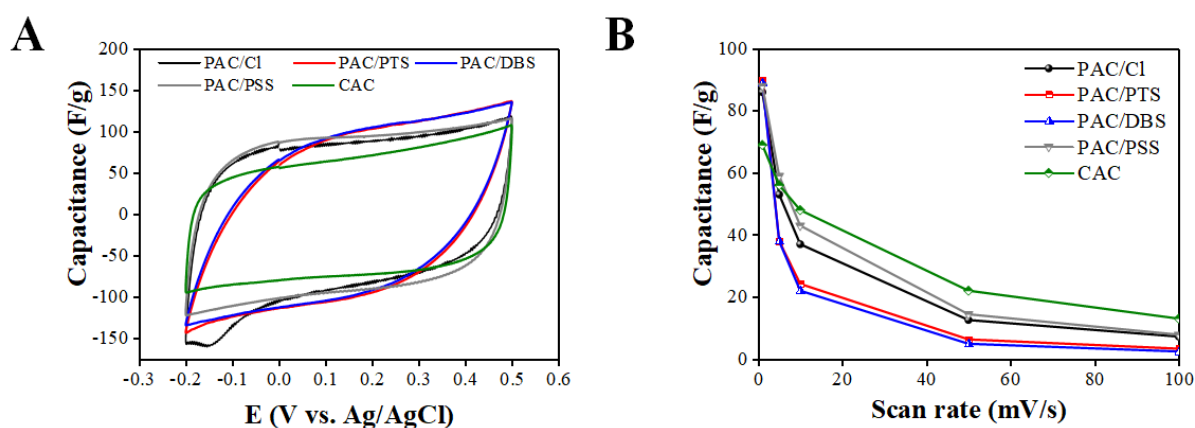 A
Capacitance (F/g)
200
150
100
50
0
-50
-100
-150
PAC/Cl PAC/PTS PAC/DBS
PAC/PSS CAC
-0.3 -0.2 -0.1 0.0 0.1 0.2 0.3 0.4 0.5 0.6
E (V vs. Ag/AgCl)
B
Capacitance (F/g)
100
80
60
40
20
0
PAC/Cl
PAC/PTS
PAC/DBS
PAC/PSS
CAC
0 20 40 60 80 100
Scan rate (mV/s)